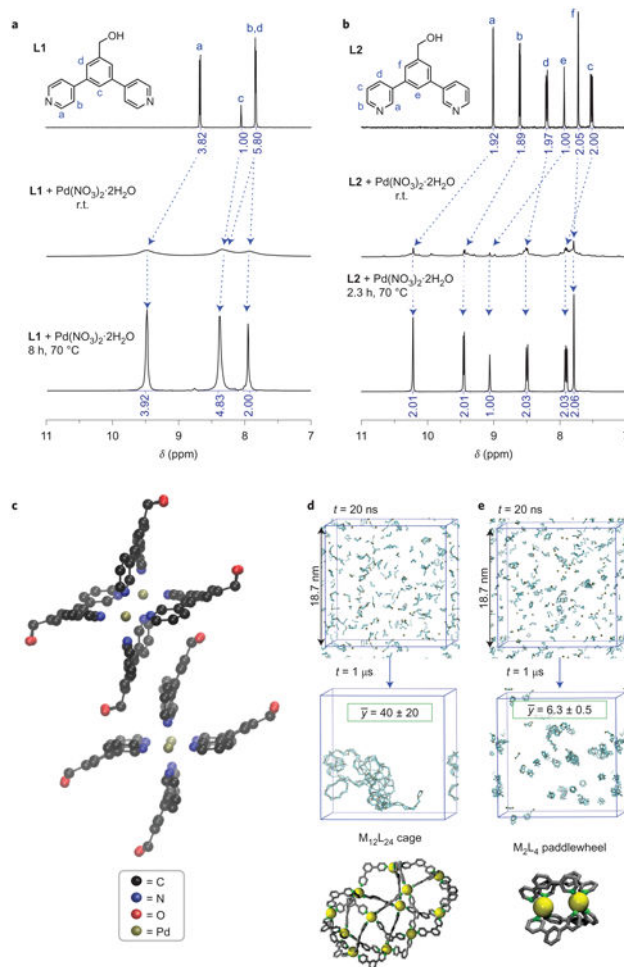 a
L1
OH
d
c
b
a
N
N
a
b,d
c
3.82
1.00
5.80
L1 + Pd(NO₃)₂·2H₂O
r.t.
L1 + Pd(NO₃)₂·2H₂O
8 h, 70 °C
3.92
4.83
2.00
11 10 9 8 7
δ (ppm)
b
L2
OH
f
d
c
b
e
a
N
N
a
b
d
e
f
c
1.92
1.89
1.97
1.00
2.05
2.00
L2 + Pd(NO₃)₂·2H₂O
r.t.
L2 + Pd(NO₃)₂·2H₂O
2.3 h, 70 °C
2.01
2.01
1.00
2.03
2.03
2.06
11 10 9 8 7
δ (ppm)
c
= C
= N
= O
= Pd
d
t = 20 ns
18.7 nm
t = 1 μs
y̅ = 40 ± 20
M₁₂L₂₄ cage
e
t = 20 ns
18.7 nm
t = 1 μs
y̅ = 6.3 ± 0.5
M₂L₄ paddlewheel